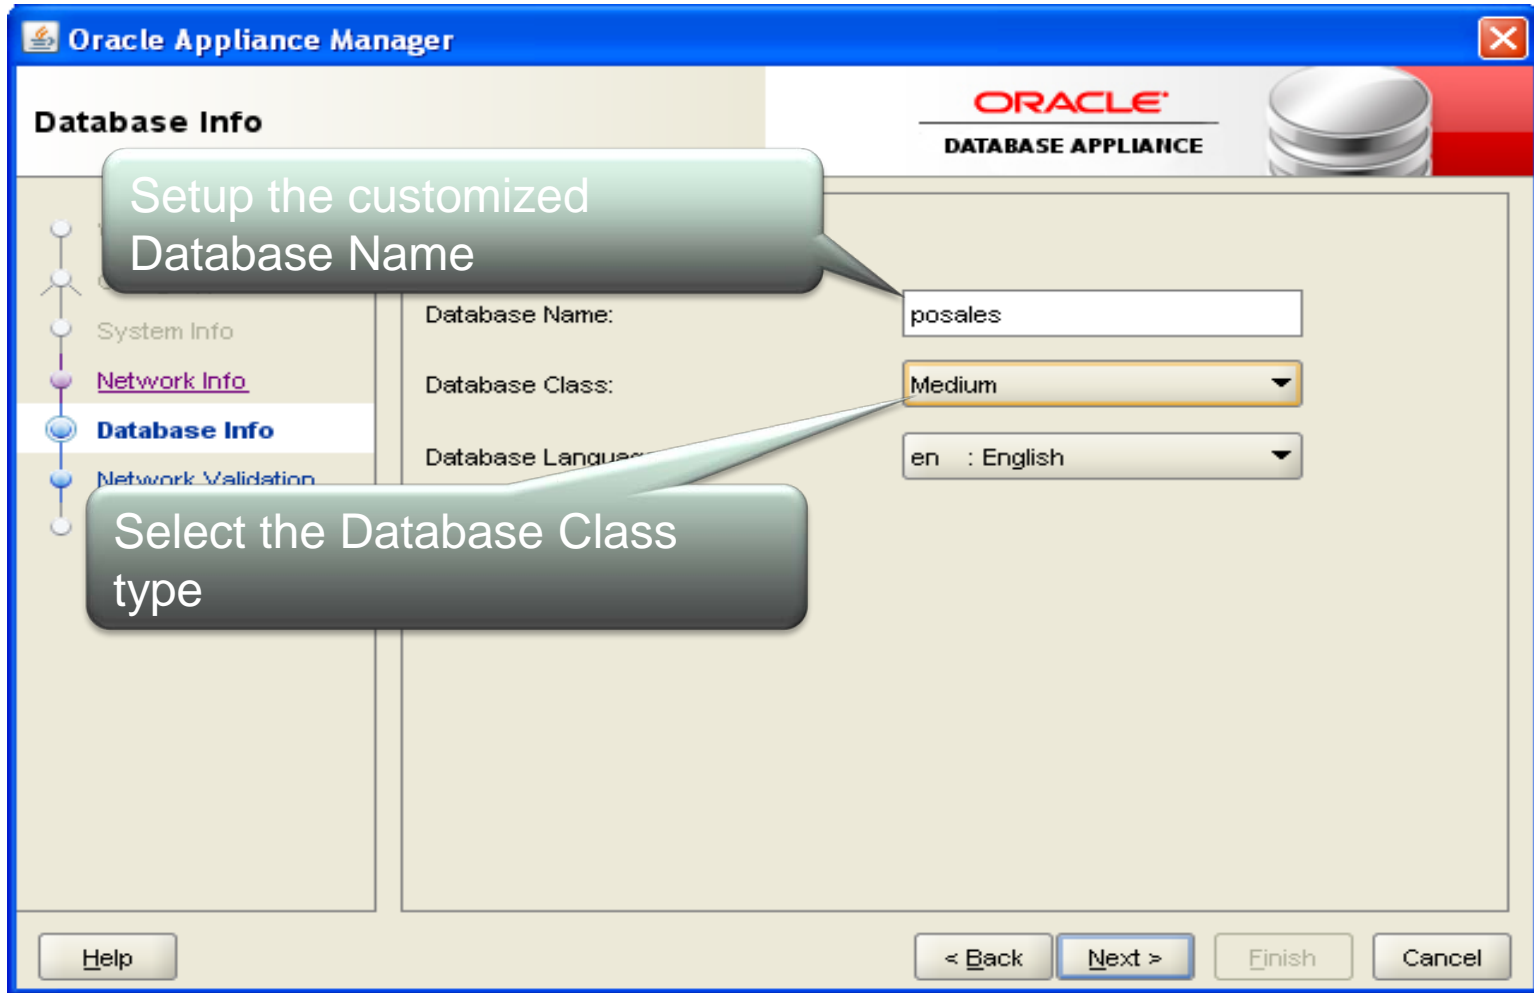 Oracle Appliance Manager
Database Info
ORACLE
DATABASE APPLIANCE
Setup the customized
Database Name
System Info
Network Info
Database Info
Network Validation
Database Name:
posales
Database Class:
Medium
Database Language
en : English
Select the Database Class
type
Help
< Back
Next >
Finish
Cancel